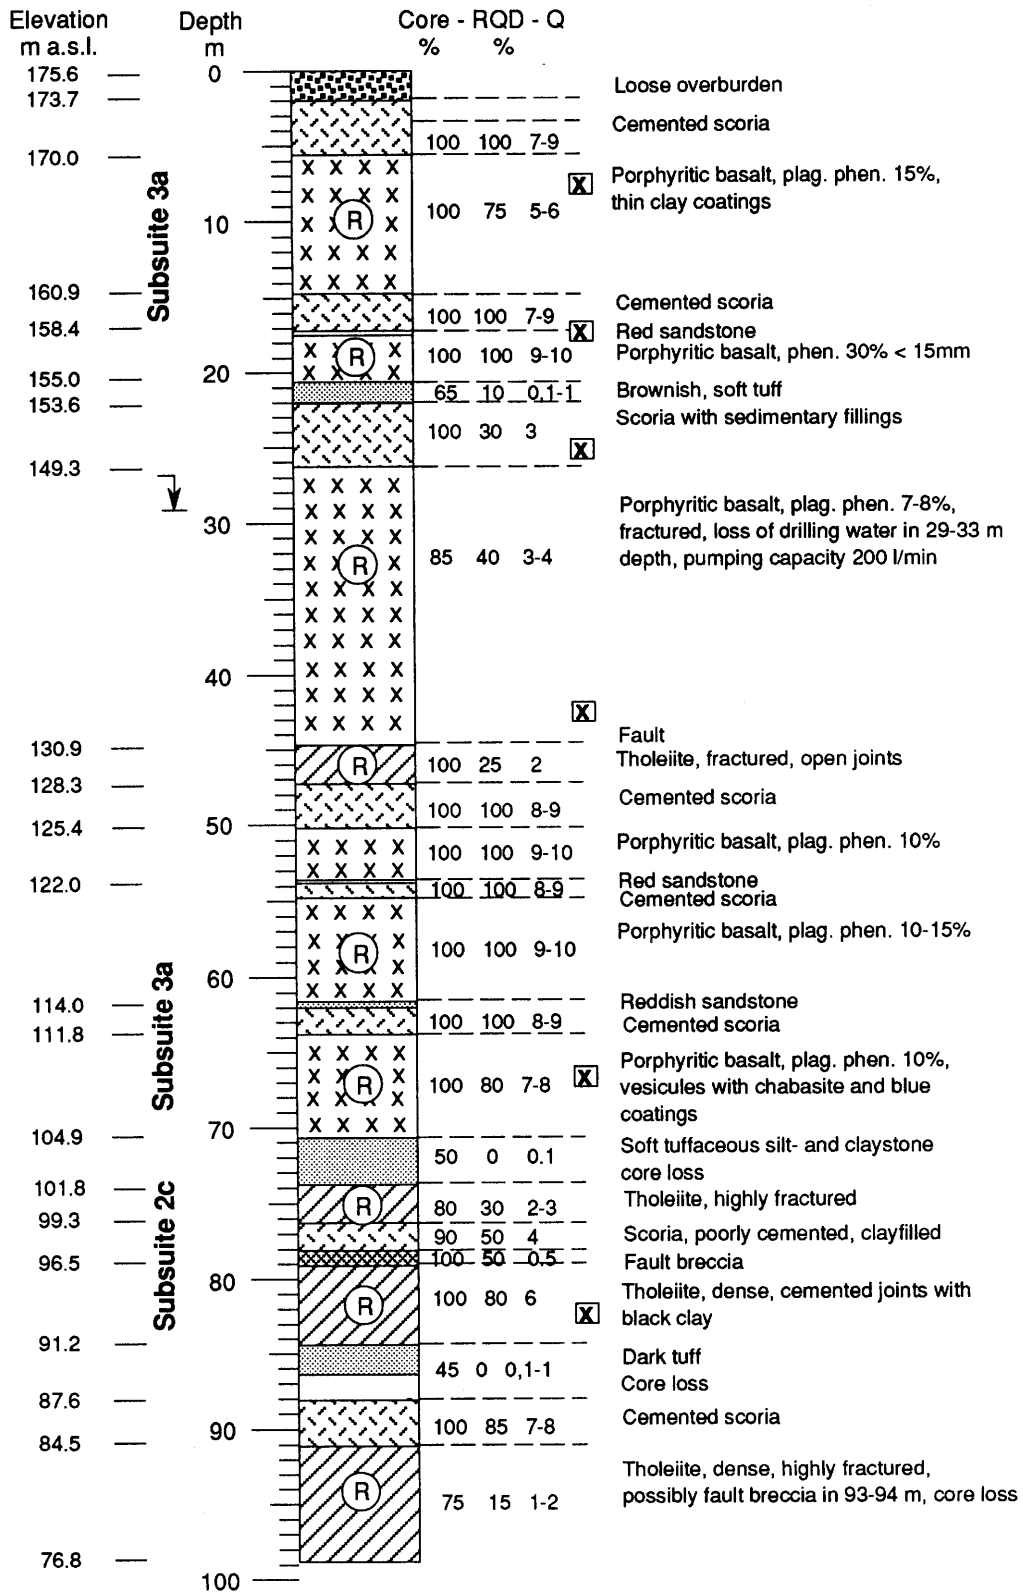 Elevation Depth Core - RQD - Q
m a.s.l. m % %
175.6 0
Loose overburden
173.7
Cemented scoria
100 100 7-9
170.0
Porphyritic basalt, plag. phen. 15%,
thin clay coatings
X
Subsuite 3a
10 R 100 75 5-6
160.9
Cemented scoria
100 100 7-9
158.4 X Red sandstone
R 100 100 9-10 Porphyritic basalt, phen. 30% < 15mm
20
155.0
65 10 0,1-1 Brownish, soft tuff
153.6
Scoria with sedimentary fillings
100 30 3
X
149.3
Porphyritic basalt, plag. phen. 7-8%,
30 fractured, loss of drilling water in 29-33 m
R 85 40 3-4 depth, pumping capacity 200 l/min
40
X
Fault
130.9
R 100 25 2 Tholeiite, fractured, open joints
128.3
Cemented scoria
100 100 8-9
50
125.4
Porphyritic basalt, plag. phen. 10%
100 100 9-10
122.0 Red sandstone
100 100 8-9 Cemented scoria
Porphyritic basalt, plag. phen. 10-15%
R 100 100 9-10
60
Subsuite 3a
114.0 Reddish sandstone
100 100 8-9 Cemented scoria
111.8
Porphyritic basalt, plag. phen. 10%,
R 100 80 7-8 X vesicules with chabasite and blue
coatings
70
104.9
Soft tuffaceous silt- and claystone
50 0 0.1
core loss
101.8
Subsuite 2c
R 80 30 2-3 Tholeiite, highly fractured
99.3
90 50 4 Scoria, poorly cemented, clayfilled
96.5 100 50 0.5 Fault breccia
80
R 100 80 6 Tholeiite, dense, cemented joints with
X black clay
91.2
Dark tuff
45 0 0,1-1
Core loss
87.6
Cemented scoria
90 100 85 7-8
84.5
Tholeiite, dense, highly fractured,
R 75 15 1-2 possibly fault breccia in 93-94 m, core loss
76.8
100